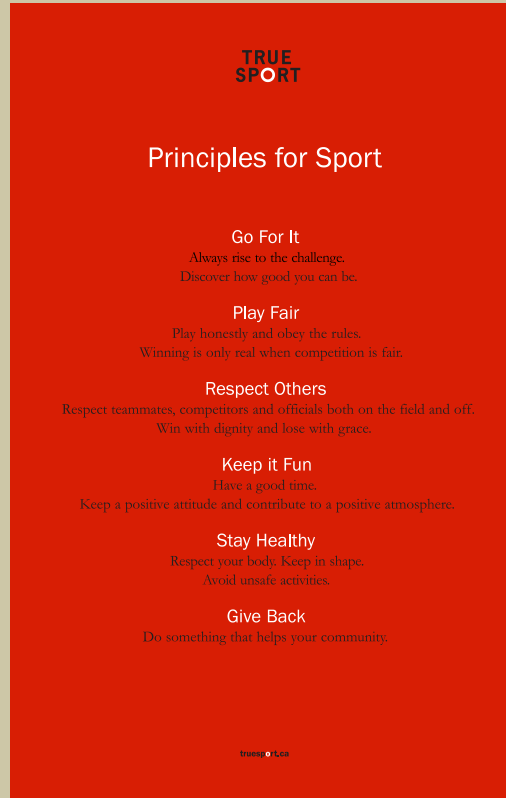 TRUE
SPORT
Principles for Sport
Go For It
Always rise to the challenge.
Discover how good you can be.
Play Fair
Play honestly and obey the rules.
Winning is only real when competition is fair.
Respect Others
Respect teammates, competitors and officials both on the field and off.
Win with dignity and lose with grace.
Keep it Fun
Have a good time.
Keep a positive attitude and contribute to a positive atmosphere.
Stay Healthy
Respect your body. Keep in shape.
Avoid unsafe activities.
Give Back
Do something that helps your community.
truesport.ca